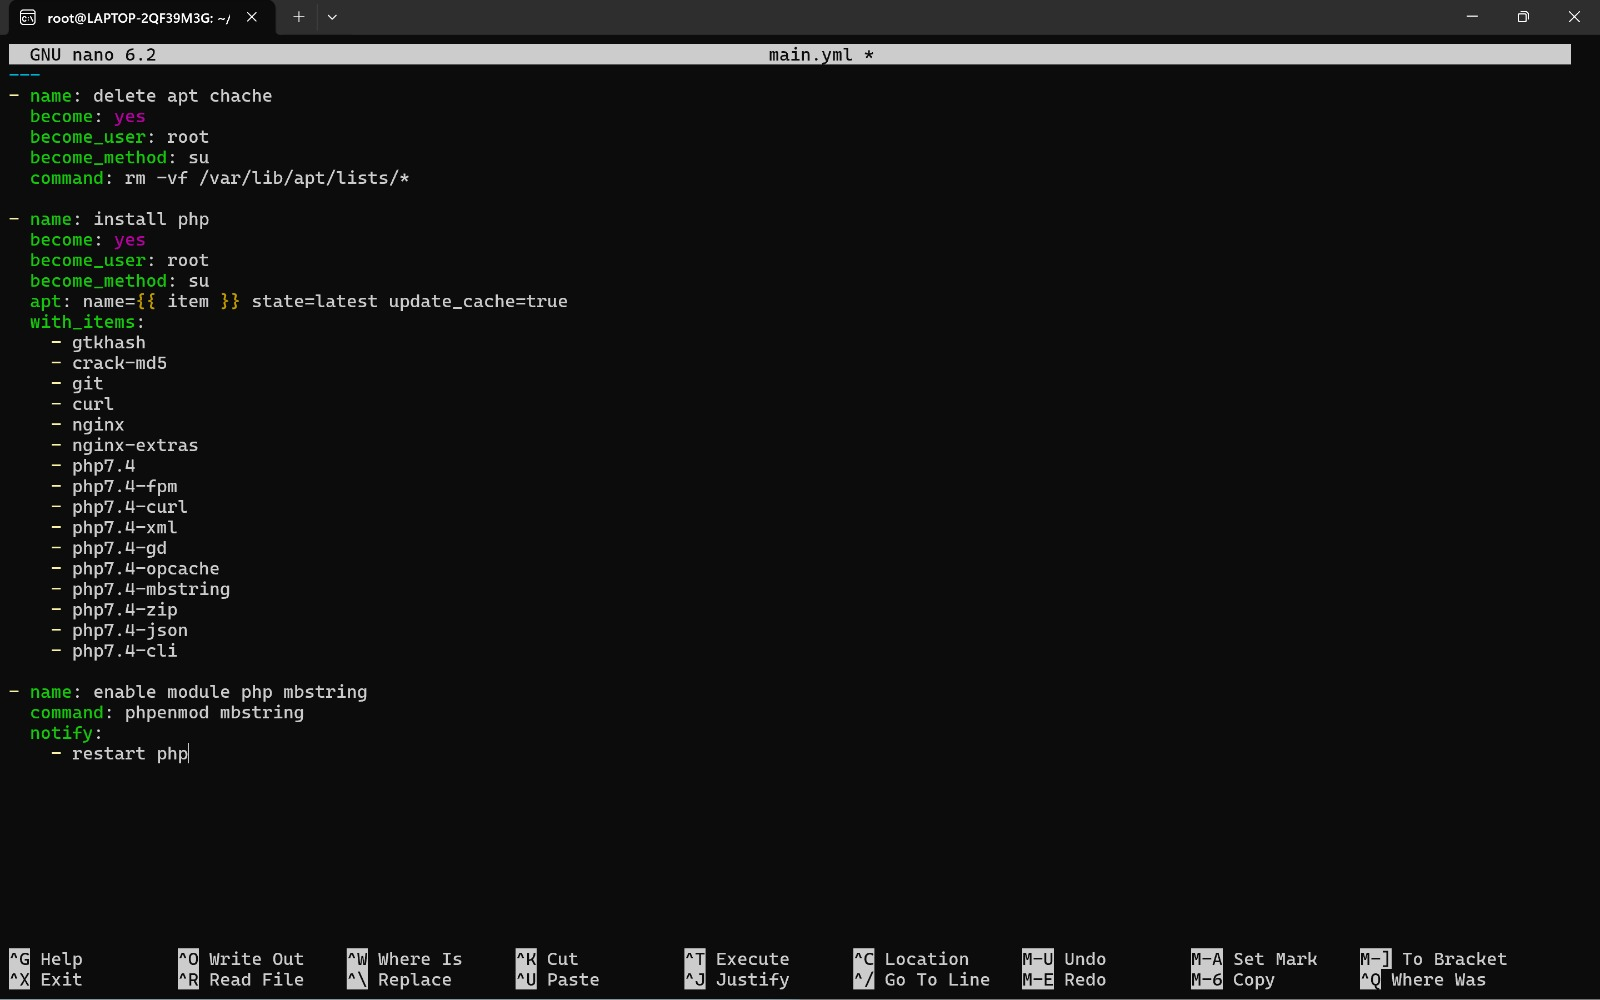 root@LAPTOP-2QF39M3G: ~/
GNU nano 6.2 main.yml *
---
- name: delete apt chache
  become: yes
  become_user: root
  become_method: su
  command: rm -vf /var/lib/apt/lists/*
- name: install php
  become: yes
  become_user: root
  become_method: su
  apt: name={{ item }} state=latest update_cache=true
  with_items:
    - gtkhash
    - crack-md5
    - git
    - curl
    - nginx
    - nginx-extras
    - php7.4
    - php7.4-fpm
    - php7.4-curl
    - php7.4-xml
    - php7.4-gd
    - php7.4-opcache
    - php7.4-mbstring
    - php7.4-zip
    - php7.4-json
    - php7.4-cli
- name: enable module php mbstring
  command: phpenmod mbstring
  notify:
    - restart php
^G Help ^O Write Out ^W Where Is ^K Cut ^T Execute ^C Location M-U Undo M-A Set Mark M-] To Bracket
^X Exit ^R Read File ^\ Replace ^U Paste ^J Justify ^/ Go To Line M-E Redo M-6 Copy ^Q Where Was